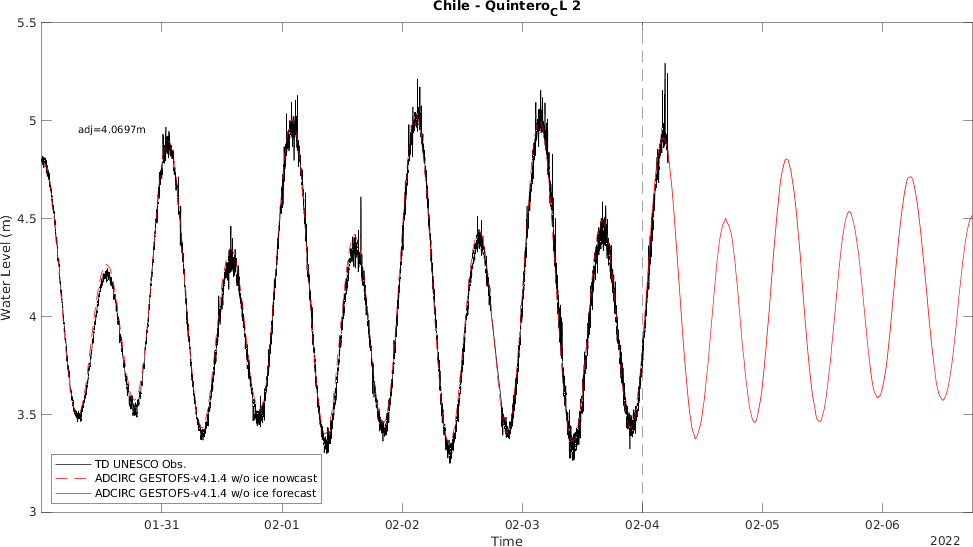 Chile - Quintero_CL 2
5.5
5
4.5
4
3.5
3
Water Level (m)
adj=4.0697m
TD UNESCO Obs.
ADCIRC GESTOFS-v4.1.4 w/o ice nowcast
ADCIRC GESTOFS-v4.1.4 w/o ice forecast
01-31 02-01 02-02 02-03 02-04 02-05 02-06
Time
2022